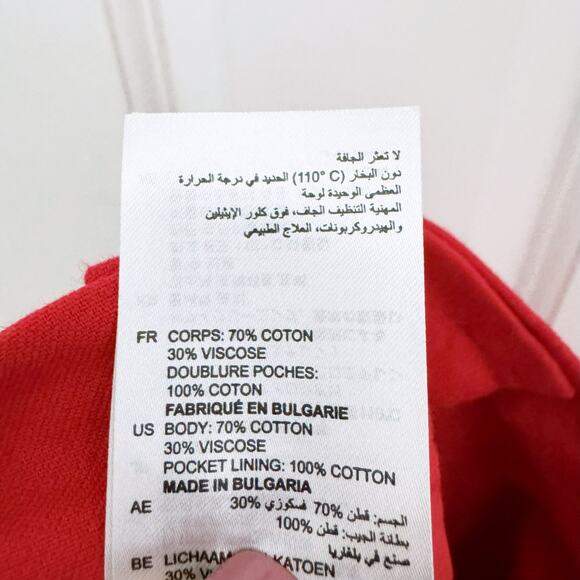 لا تعثر الجافة
دون البخار (110° C) الحديد في درجة الحرارة
العظمى الوحيدة لوحة
المهنية التنظيف الجاف، فوق كلور الإيثيلين
والهيدروكربونات، العلاج الطبيعي
FR CORPS: 70% COTON
30% VISCOSE
DOUBLURE POCHES:
100% COTON
FABRIQUÉ EN BULGARIE
US BODY: 70% COTTON
30% VISCOSE
POCKET LINING: 100% COTTON
MADE IN BULGARIA
AE الجسم: قطن 70% فسكوزي 30%
بطانة الجيب: قطن 100%
صنع في بلغاريا
BE LICHAAM KATOEN
30%